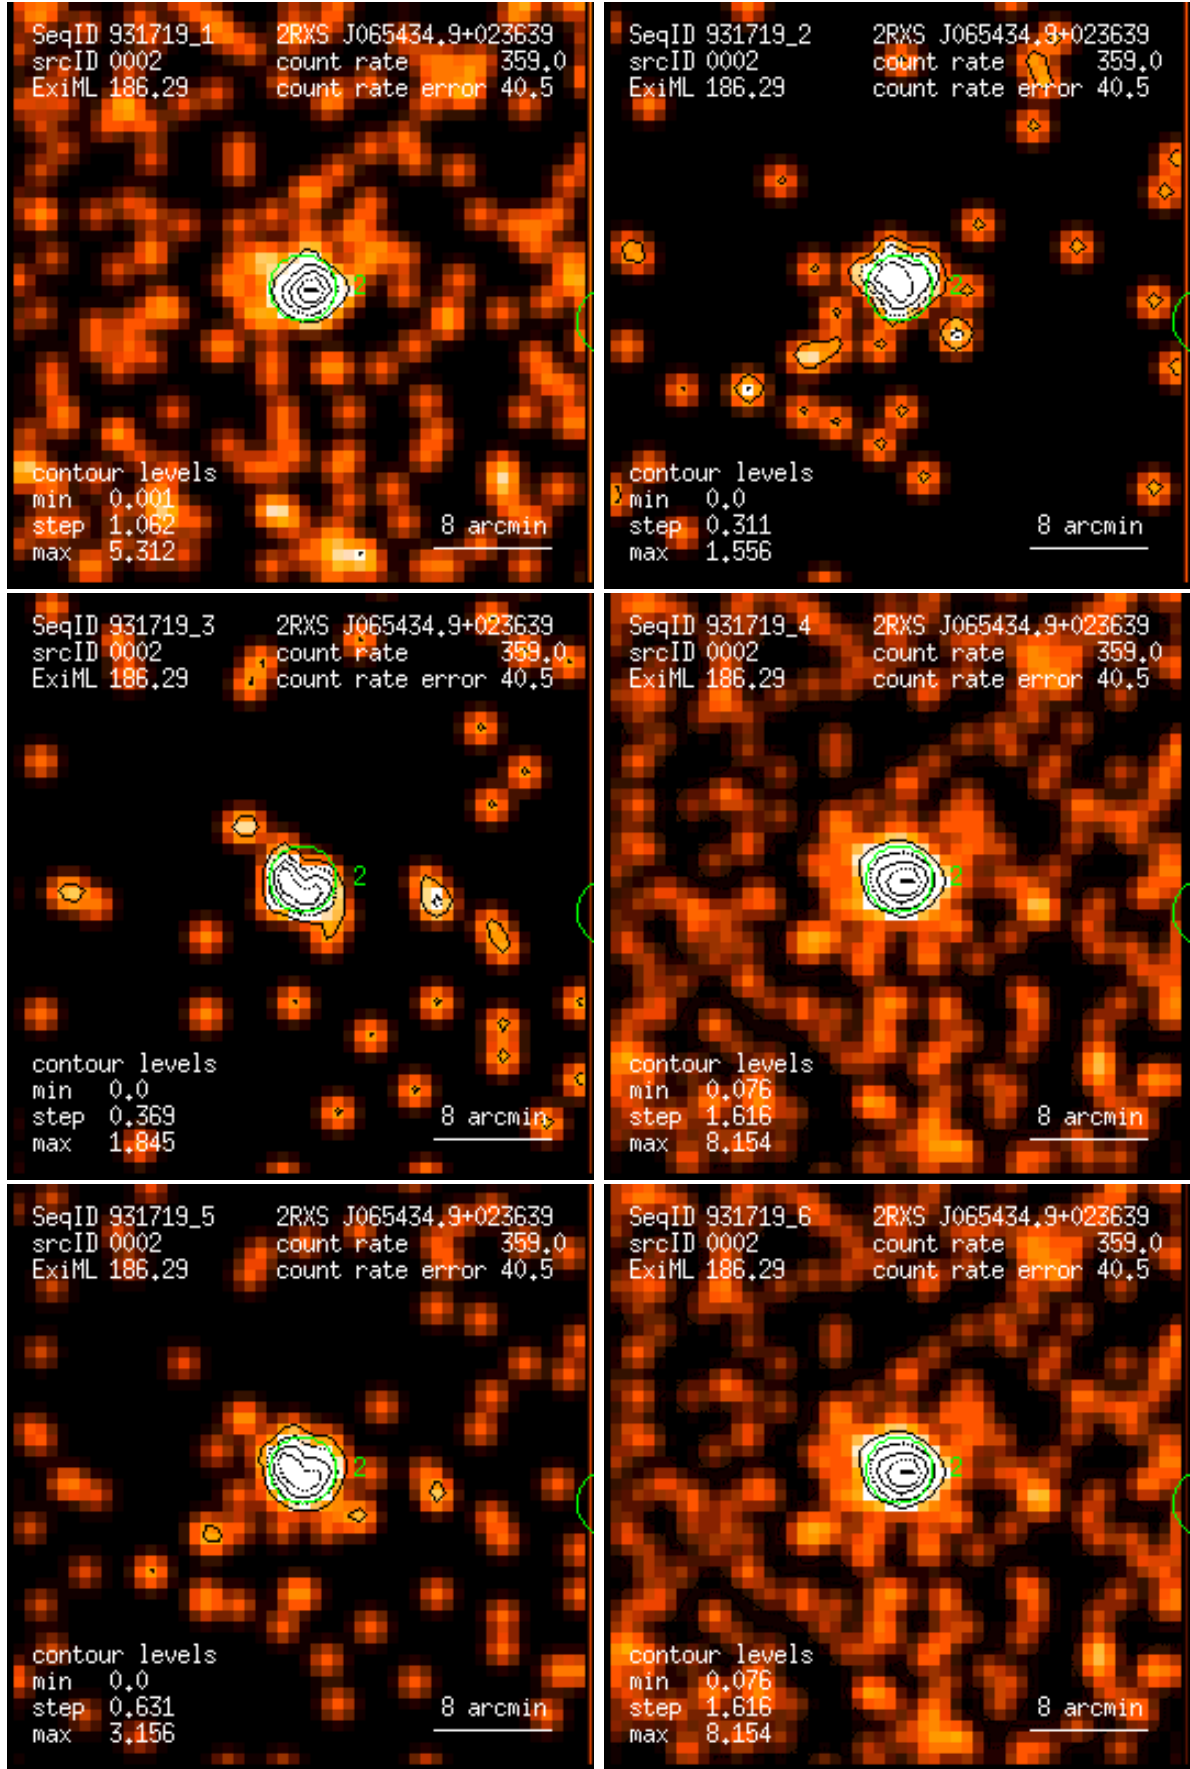 SeqID 931719_1 2RXS J065434.9+023639
srcID 0002 count rate 359.0
ExiML 186.29 count rate error 40.5
2
contour levels
min 0.001
step 1.062
max 5.312
8 arcmin
SeqID 931719_2 2RXS J065434.9+023639
srcID 0002 count rate 359.0
ExiML 186.29 count rate error 40.5
2
contour levels
min 0.0
step 0.311
max 1.556
8 arcmin
SeqID 931719_3 2RXS J065434.9+023639
srcID 0002 count rate 359.0
ExiML 186.29 count rate error 40.5
2
contour levels
min 0.0
step 0.369
max 1.845
8 arcmin
SeqID 931719_4 2RXS J065434.9+023639
srcID 0002 count rate 359.0
ExiML 186.29 count rate error 40.5
2
contour levels
min 0.076
step 1.616
max 8.154
8 arcmin
SeqID 931719_5 2RXS J065434.9+023639
srcID 0002 count rate 359.0
ExiML 186.29 count rate error 40.5
2
contour levels
min 0.0
step 0.631
max 3.156
8 arcmin
SeqID 931719_6 2RXS J065434.9+023639
srcID 0002 count rate 359.0
ExiML 186.29 count rate error 40.5
2
contour levels
min 0.076
step 1.616
max 8.154
8 arcmin